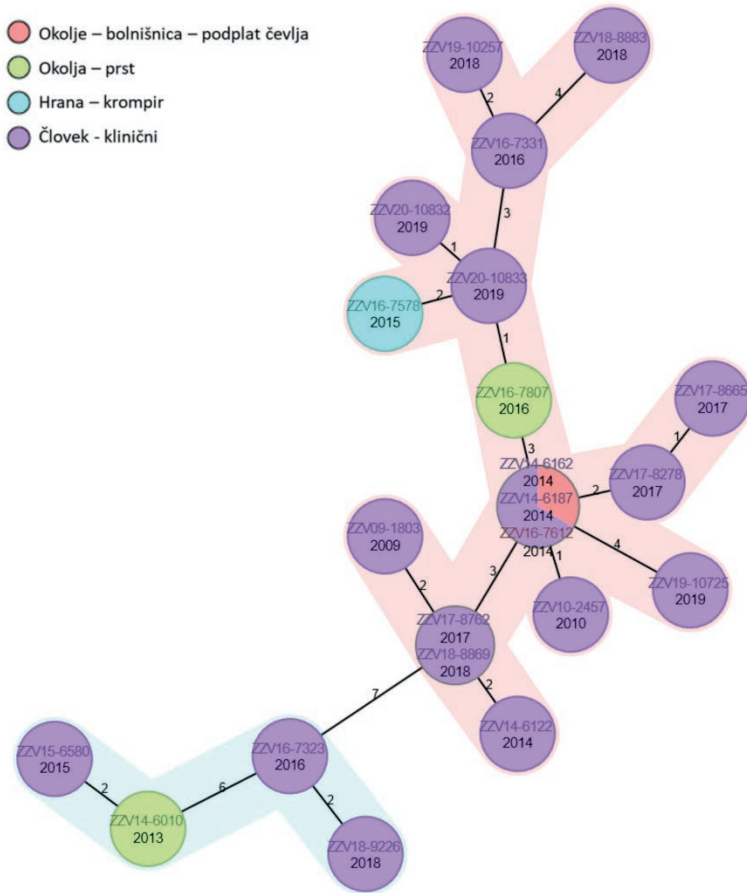 Okolje – bolnišnica – podplat čevlja
Okolja – prst
Hrana – krompir
Človek - klinični
ZZV19-10257
2018
ZZV18-8883
2018
2
4
ZZV16-7331
2016
3
ZZV20-10832
2019
1
ZZV20-10833
2019
2
ZZV16-7578
2015
1
ZZV16-7807
2016
3
ZZV17-8665
2017
1
ZZV14-6162
2014
ZZV17-8278
2017
2
ZZV14-6187
2014
ZZV16-7612
2014
1
4
ZZV09-1803
2009
2
3
ZZV10-2457
2010
ZZV19-10725
2019
ZZV17-8762
2017
ZZV18-8869
2018
2
7
ZZV14-6122
2014
ZZV15-6580
2015
ZZV16-7323
2016
2
6
2
ZZV14-6010
2013
ZZV18-9226
2018